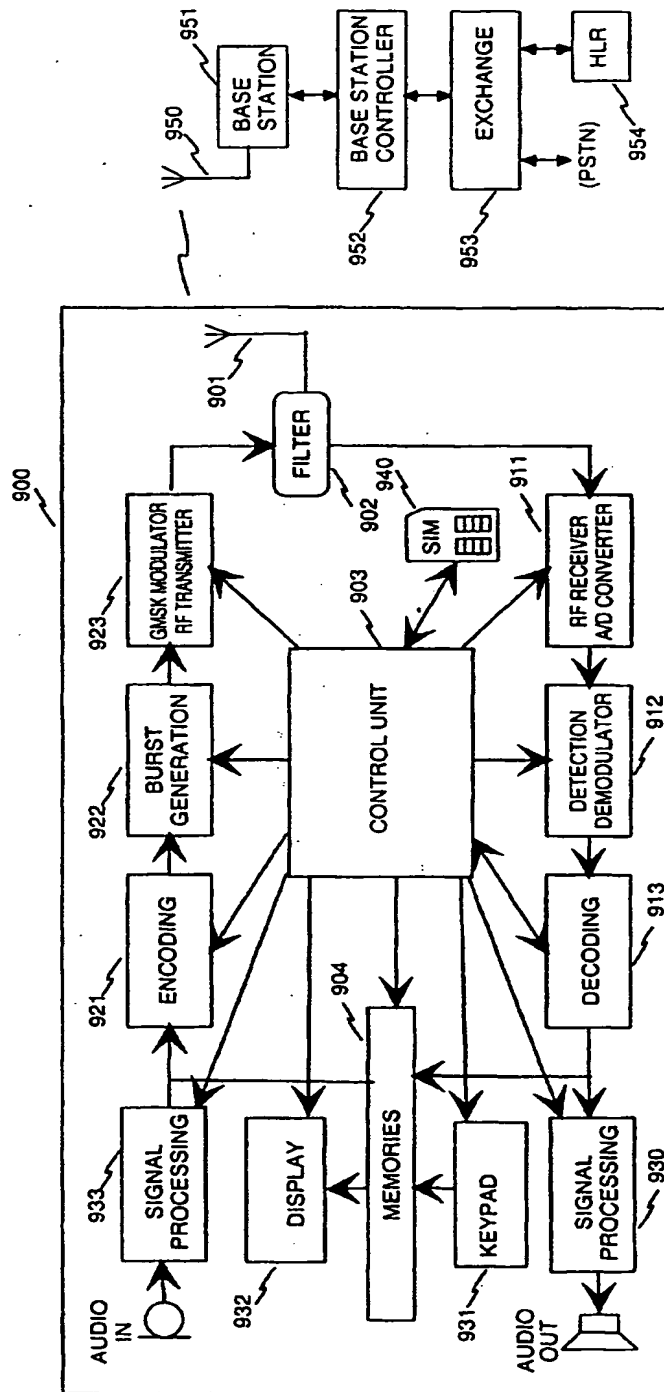 900
AUDIO
IN
933
SIGNAL
PROCESSING
921
ENCODING
922
BURST
GENERATION
923
GMSK MODULATOR
RF TRANSMITTER
901
FILTER
902
932
DISPLAY
904
MEMORIES
931
KEYPAD
903
CONTROL UNIT
940
SIM
AUDIO
OUT
SIGNAL
PROCESSING
930
DECODING
913
DETECTION
DEMODULATOR
912
911
RF RECEIVER
A/D CONVERTER
950
951
BASE
STATION
952
BASE STATION
CONTROLLER
953
EXCHANGE
(PSTN)
HLR
954